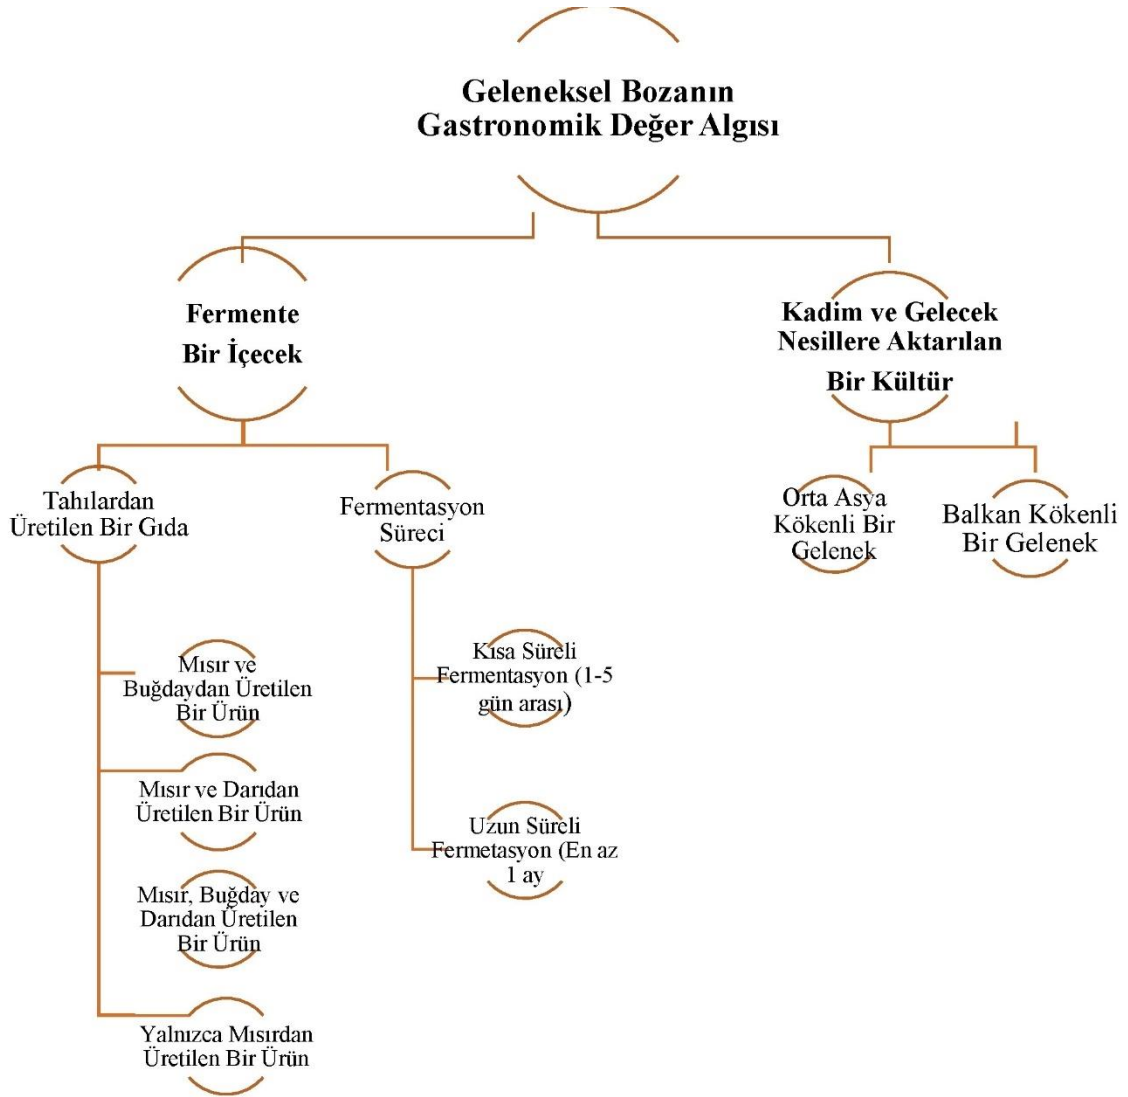 Geleneksel Bozanın
Gastronomik Değer Algısı
Fermente
Bir İçecek
Kadim ve Gelecek
Nesillere Aktarılan
Bir Kültür
Tahılardan
Üretilen Bir Gıda
Fermentasyon
Süreci
Orta Asya
Kökenli Bir
Gelenek
Balkan Kökenli
Bir Gelenek
Mısır ve
Buğdaydan Üretilen
Bir Ürün
Mısır ve Darıdan
Üretilen Bir Ürün
Mısır, Buğday ve
Darıdan Üretilen
Bir Ürün
Yalnızca Mısırdan
Üretilen Bir Ürün
Kısa Süreli
Fermentasyon (1-5
gün arası)
Uzun Süreli
Fermetasyon (En az
1 ay